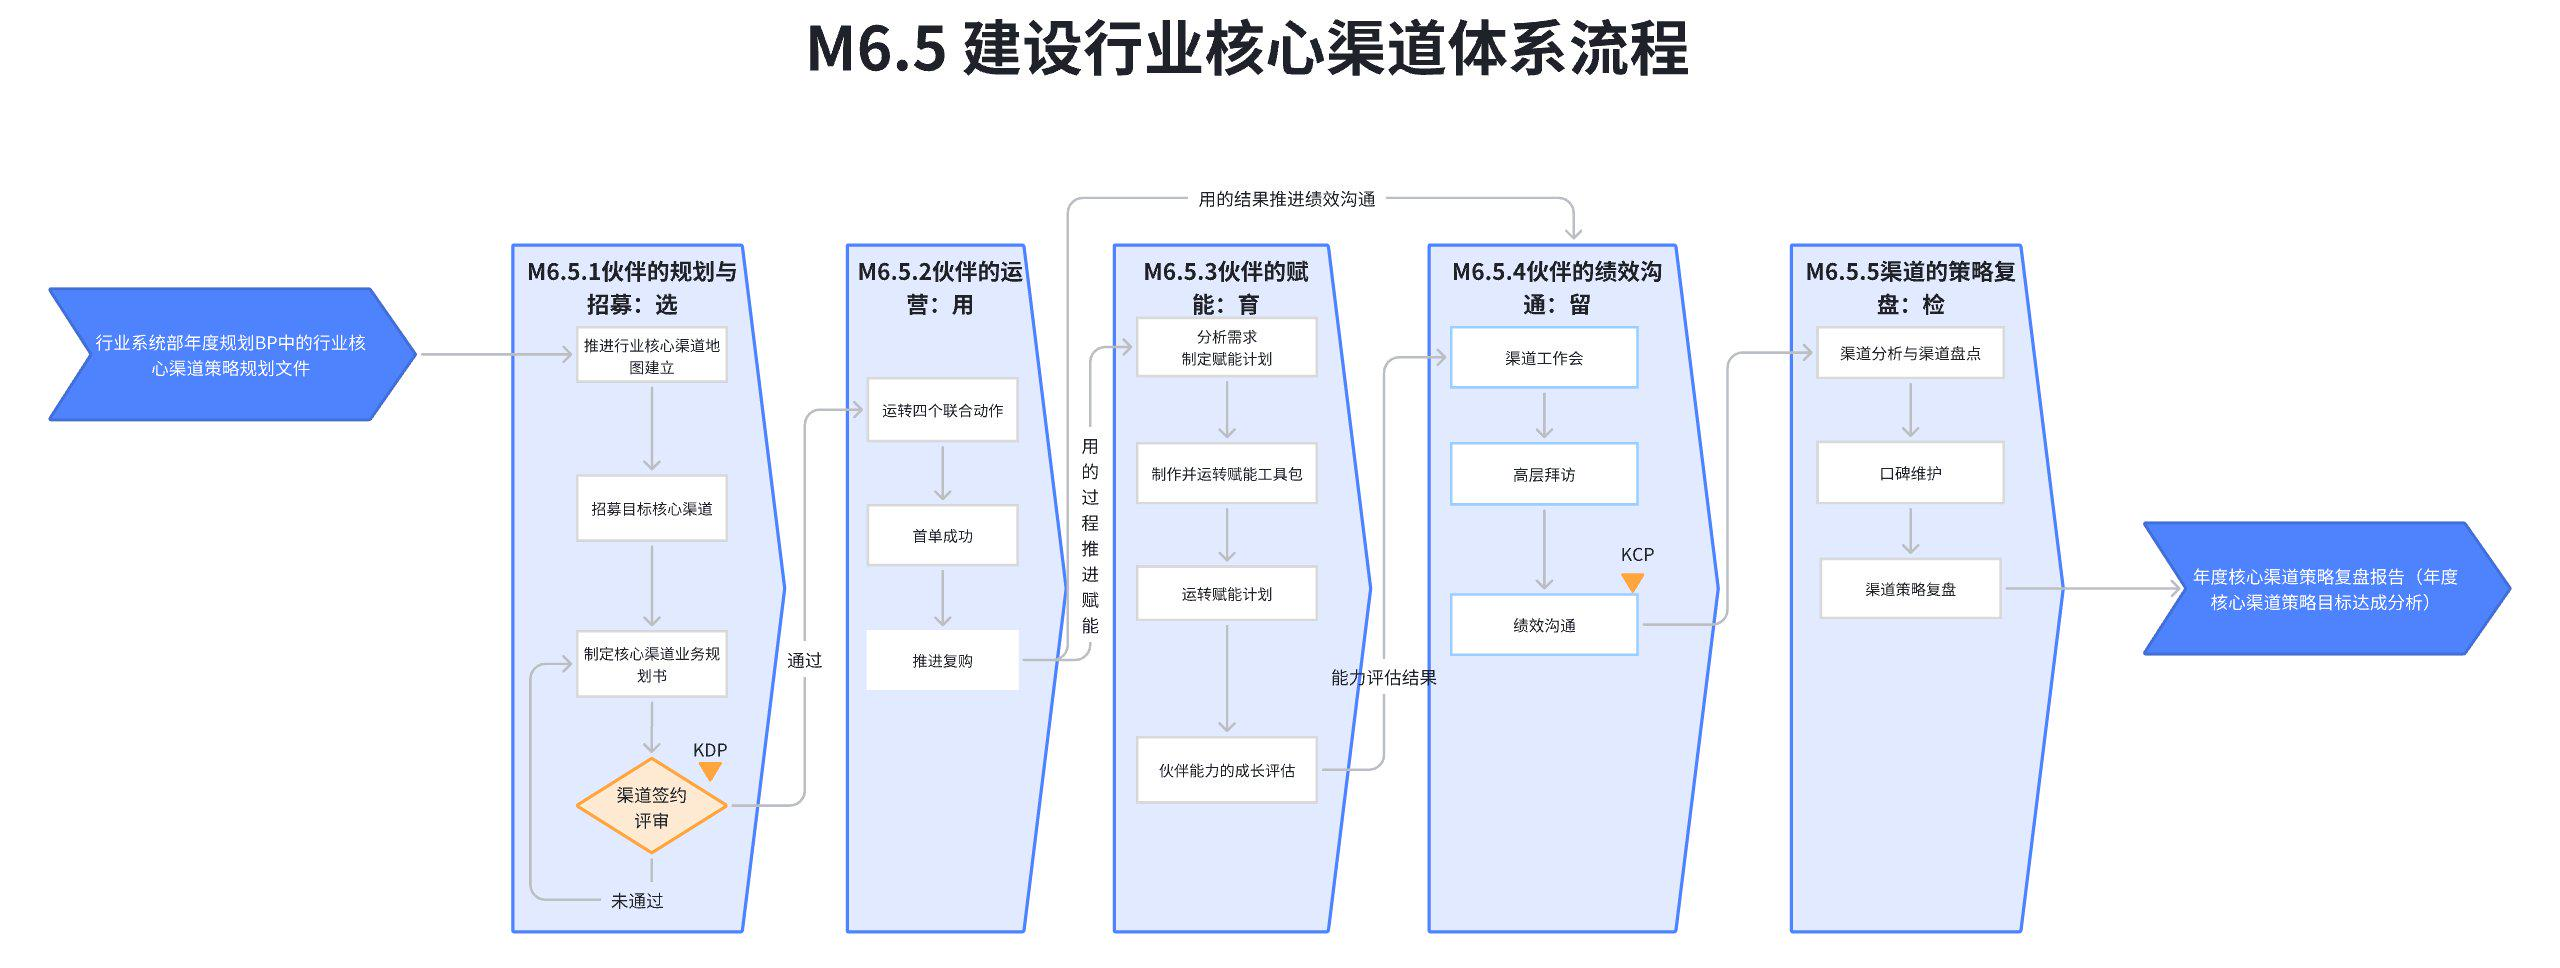 M6.5 建设行业核心渠道体系流程
用的结果推进绩效沟通
行业系统部年度规划BP中的行业核
心渠道策略规划文件
M6.5.1伙伴的规划与
招募：选
推进行业核心渠道地
图建立
招募目标核心渠道
制定核心渠道业务规
划书
KDP
渠道签约
评审
未通过
通过
M6.5.2伙伴的运
营：用
运转四个联合动作
首单成功
推进复购
用的过程推进赋能
M6.5.3伙伴的赋
能：育
分析需求
制定赋能计划
制作并运转赋能工具包
运转赋能计划
伙伴能力的成长评估
能力评估结果
M6.5.4伙伴的绩效沟
通：留
渠道工作会
高层拜访
KCP
绩效沟通
M6.5.5渠道的策略复
盘：检
渠道分析与渠道盘点
口碑维护
渠道策略复盘
年度核心渠道策略复盘报告（年度
核心渠道策略目标达成分析）